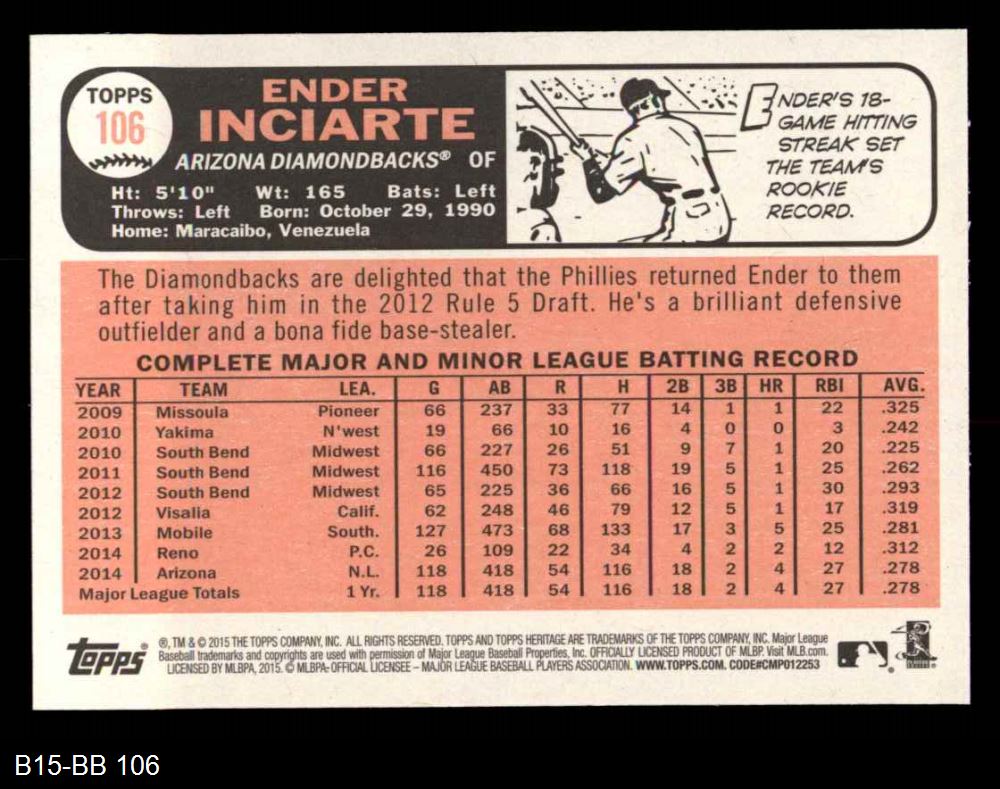 TOPPS
106
ENDER
INCIARTE
ARIZONA DIAMONDBACKS® OF
Ht: 5'10" Wt: 165 Bats: Left
Throws: Left Born: October 29, 1990
Home: Maracaibo, Venezuela
ENDER'S 18-
GAME HITTING
STREAK SET
THE TEAM'S
ROOKIE
RECORD.
The Diamondbacks are delighted that the Phillies returned Ender to them
after taking him in the 2012 Rule 5 Draft. He's a brilliant defensive
outfielder and a bona fide base-stealer.
COMPLETE MAJOR AND MINOR LEAGUE BATTING RECORD
YEAR TEAM LEA. G AB R H 2B 3B HR RBI AVG.
2009 Missoula Pioneer 66 237 33 77 14 1 1 22 .325
2010 Yakima N'west 19 66 10 16 4 0 0 3 .242
2010 South Bend Midwest 66 227 26 51 9 7 1 20 .225
2011 South Bend Midwest 116 450 73 118 19 5 1 25 .262
2012 South Bend Midwest 65 225 36 66 16 5 1 30 .293
2012 Visalia Calif. 62 248 46 79 12 5 1 17 .319
2013 Mobile South. 127 473 68 133 17 3 5 25 .281
2014 Reno P.C. 26 109 22 34 4 2 2 12 .312
2014 Arizona N.L. 118 418 54 116 18 2 4 27 .278
Major League Totals 1 Yr. 118 418 54 116 18 2 4 27 .278
topps
®, TM & © 2015 THE TOPPS COMPANY, INC. ALL RIGHTS RESERVED. TOPPS AND TOPPS HERITAGE ARE TRADEMARKS OF THE TOPPS COMPANY, INC. Major League
Baseball trademarks and copyrights are used with permission of Major League Baseball Properties, Inc. OFFICIALLY LICENSED PRODUCT OF MLBP. Visit MLB.com.
LICENSED BY MLBPA, 2015. © MLBPA-OFFICIAL LICENSEE – MAJOR LEAGUE BASEBALL PLAYERS ASSOCIATION. WWW.TOPPS.COM. CODE#CMP012253
B15-BB 106